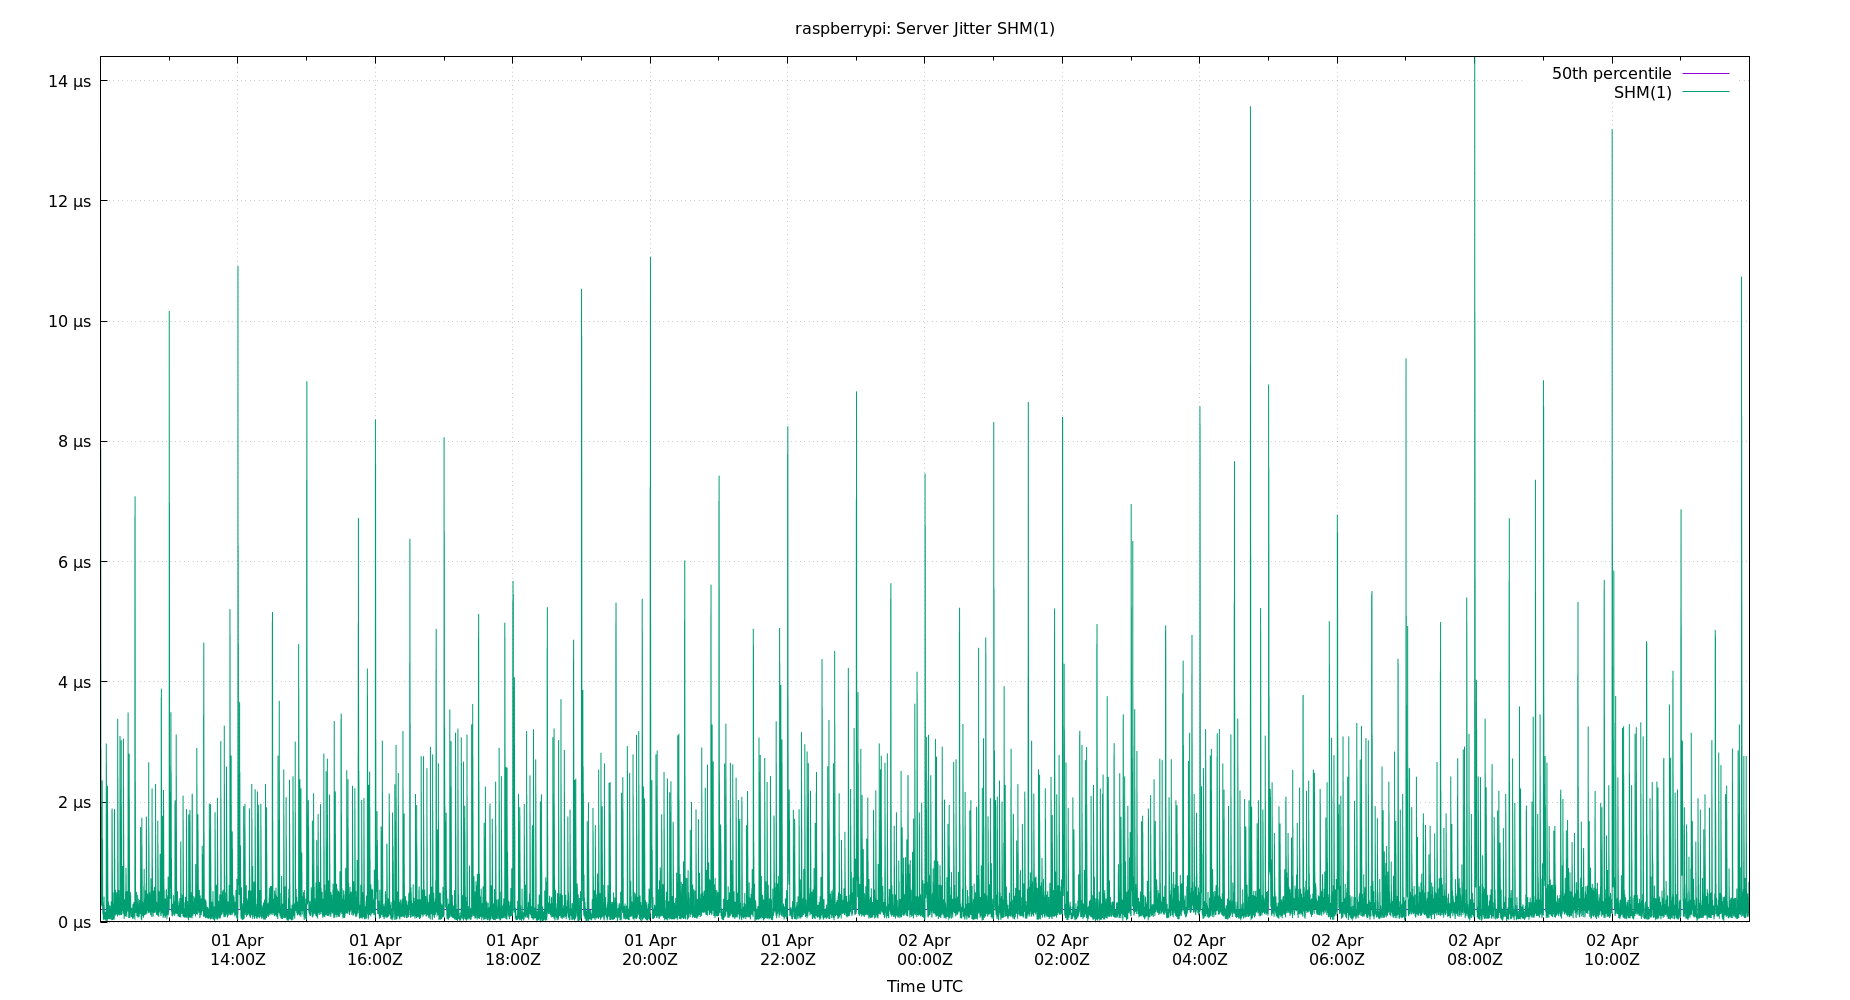 raspberrypi: Server Jitter SHM(1)
50th percentile
SHM(1)
14 µs
12 µs
10 µs
8 µs
6 µs
4 µs
2 µs
0 µs
01 Apr 01 Apr 01 Apr 01 Apr 01 Apr 02 Apr 02 Apr 02 Apr 02 Apr 02 Apr 02 Apr
14:00Z 16:00Z 18:00Z 20:00Z 22:00Z 00:00Z 02:00Z 04:00Z 06:00Z 08:00Z 10:00Z
Time UTC